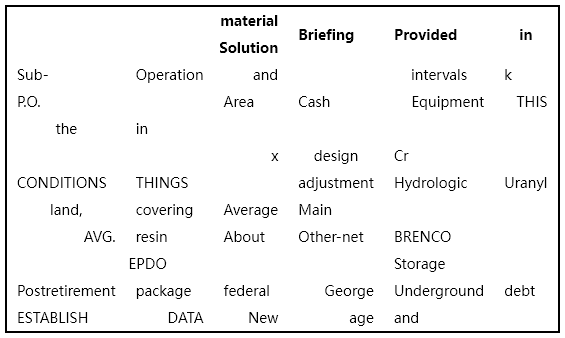 material Solution Briefing Provided in
Sub- Operation and intervals k
P.O. Area Cash Equipment THIS
the in
x design Cr
CONDITIONS THINGS adjustment Hydrologic Uranyl
land, covering Average Main
AVG. resin About Other-net BRENCO
EPDO Storage
Postretirement package federal George Underground debt
ESTABLISH DATA New age and